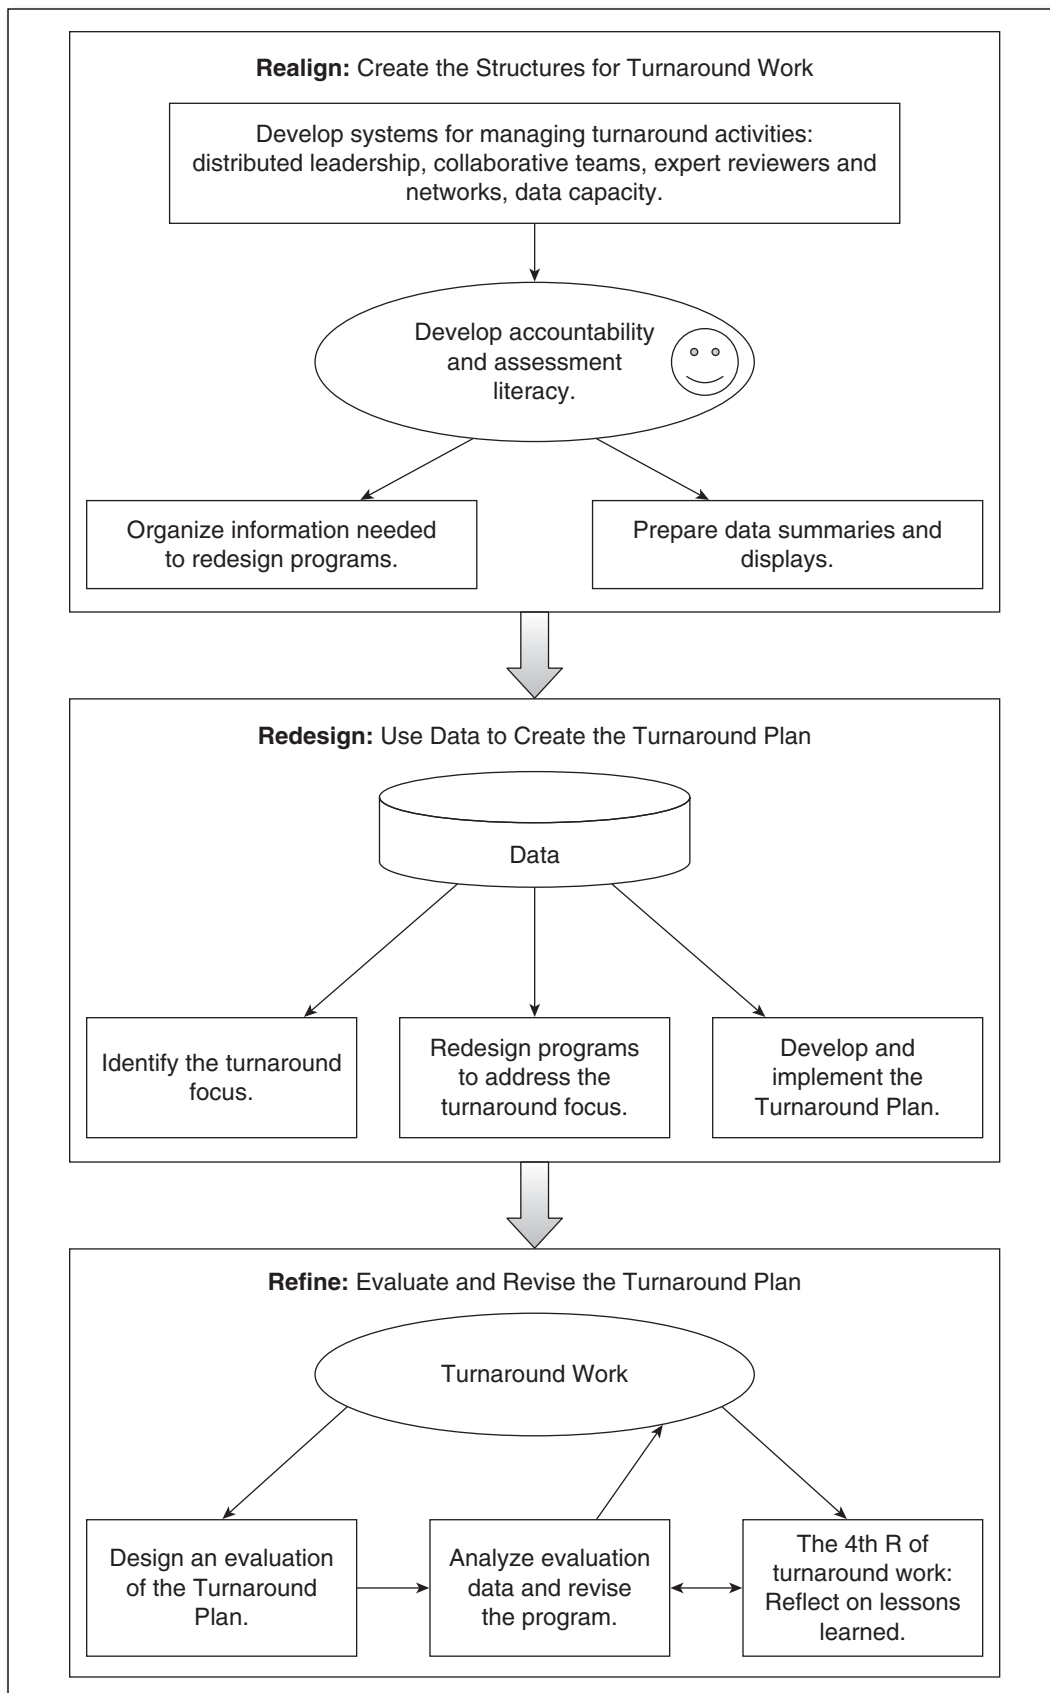 Realign: Create the Structures for Turnaround Work
Develop systems for managing turnaround activities:
distributed leadership, collaborative teams, expert reviewers and
networks, data capacity.
Develop accountability
and assessment
literacy.
Organize information needed
to redesign programs.
Prepare data summaries and
displays.
Redesign: Use Data to Create the Turnaround Plan
Data
Identify the turnaround
focus.
Redesign programs
to address the
turnaround focus.
Develop and
implement the
Turnaround Plan.
Refine: Evaluate and Revise the Turnaround Plan
Turnaround Work
Design an evaluation
of the Turnaround
Plan.
Analyze evaluation
data and revise
the program.
The 4th R of
turnaround work:
Reflect on lessons
learned.